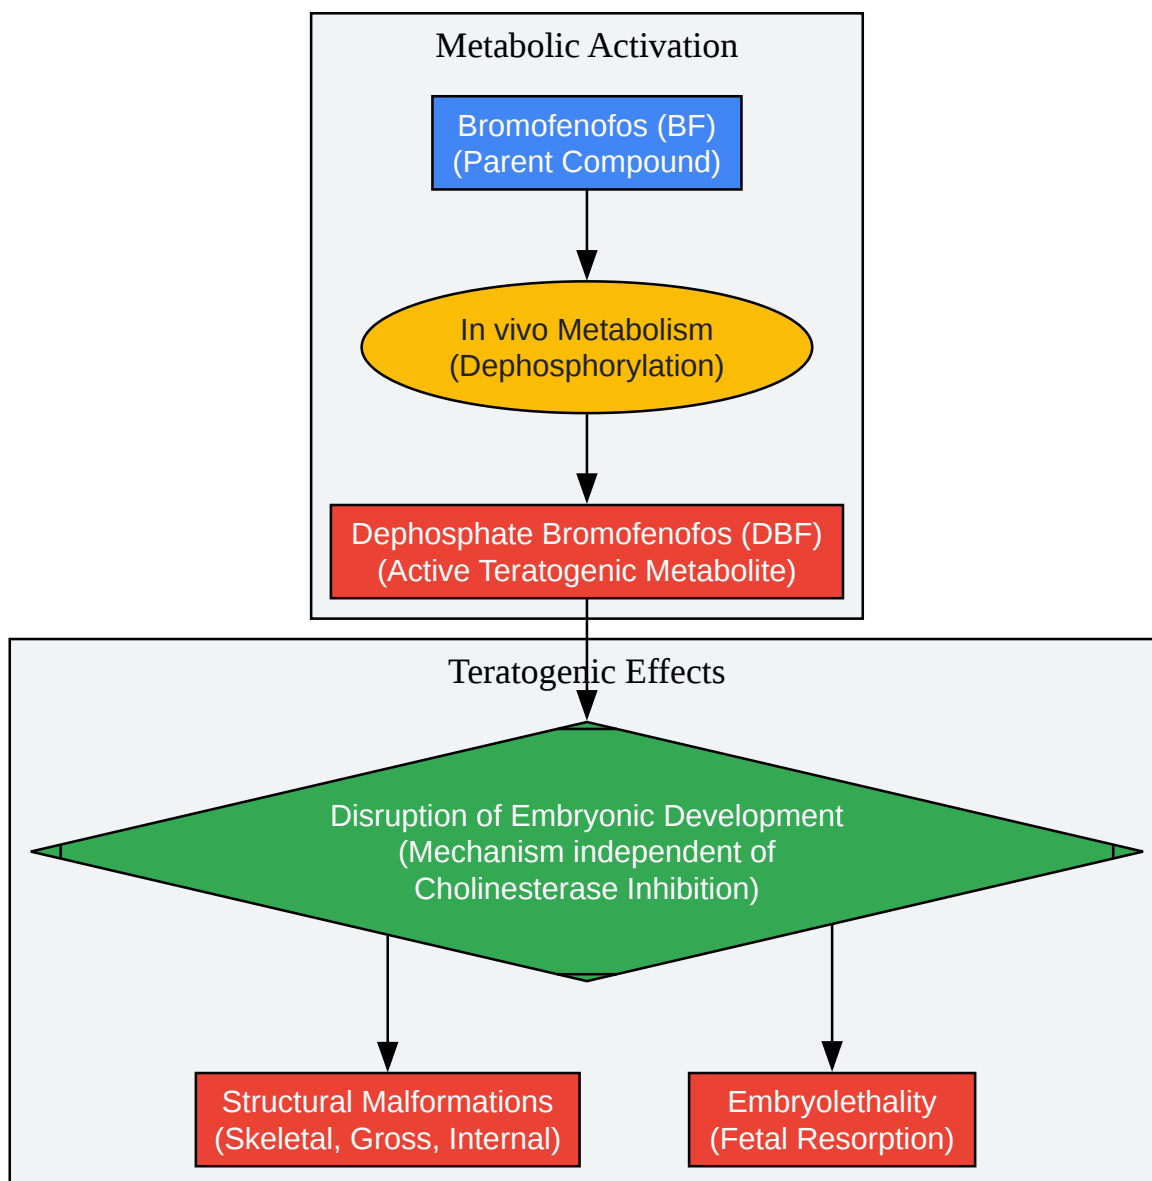 Metabolic Activation
Bromofenofos (BF)
(Parent Compound)
In vivo Metabolism
(Dephosphorylation)
Dephosphate Bromofenofos (DBF)
(Active Teratogenic Metabolite)
Teratogenic Effects
Disruption of Embryonic Development
(Mechanism independent of
Cholinesterase Inhibition)
Structural Malformations
(Skeletal, Gross, Internal)
Embryolethality
(Fetal Resorption)